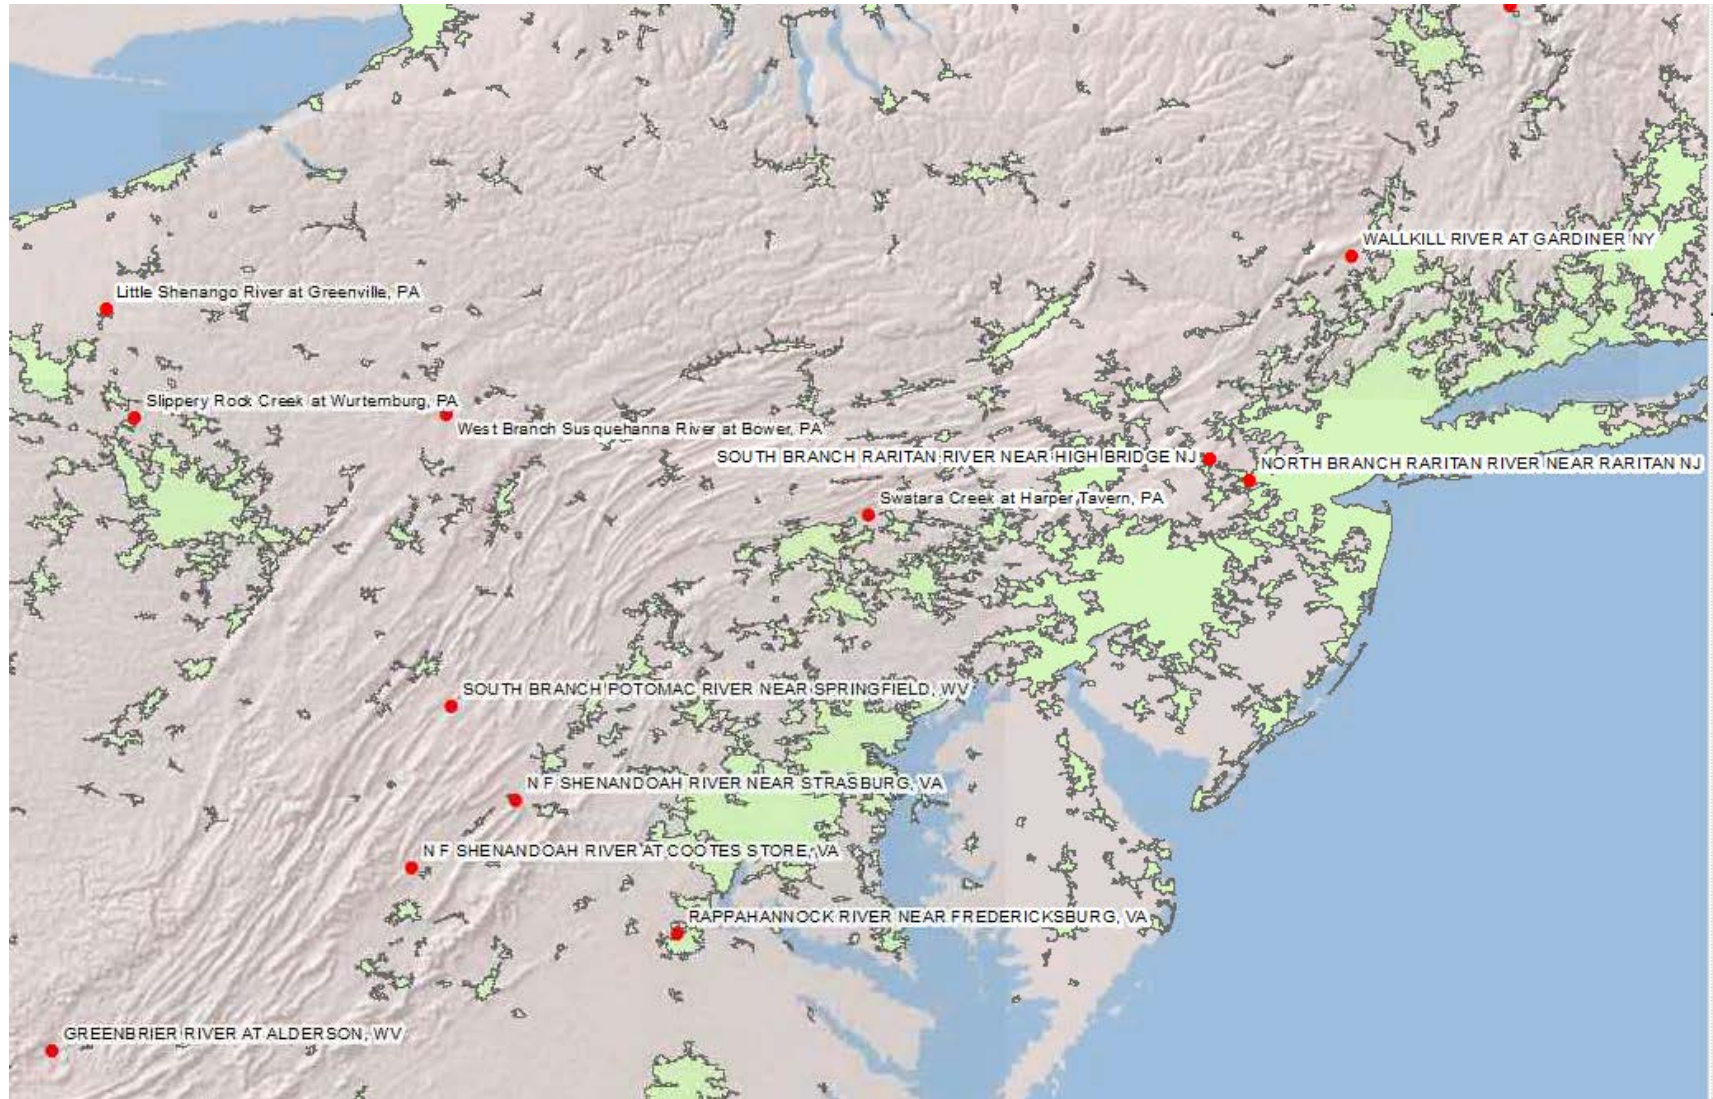 WALLKILL RIVER AT GARDINER NY
Little Shenango River at Greenville, PA
Slippery Rock Creek at Wurtemburg, PA
West Branch Susquehanna River at Bower, PA
SOUTH BRANCH RARITAN RIVER NEAR HIGH BRIDGE NJ
NORTH BRANCH RARITAN RIVER NEAR RARITAN NJ
Swatara Creek at Harper Tavern, PA
SOUTH BRANCH POTOMAC RIVER NEAR SPRINGFIELD, WV
N F SHENANDOAH RIVER NEAR STRASBURG, VA
N F SHENANDOAH RIVER AT COOTES STORE, VA
RAPPAHANNOCK RIVER NEAR FREDERICKSBURG, VA
GREENBRIER RIVER AT ALDERSON, WV